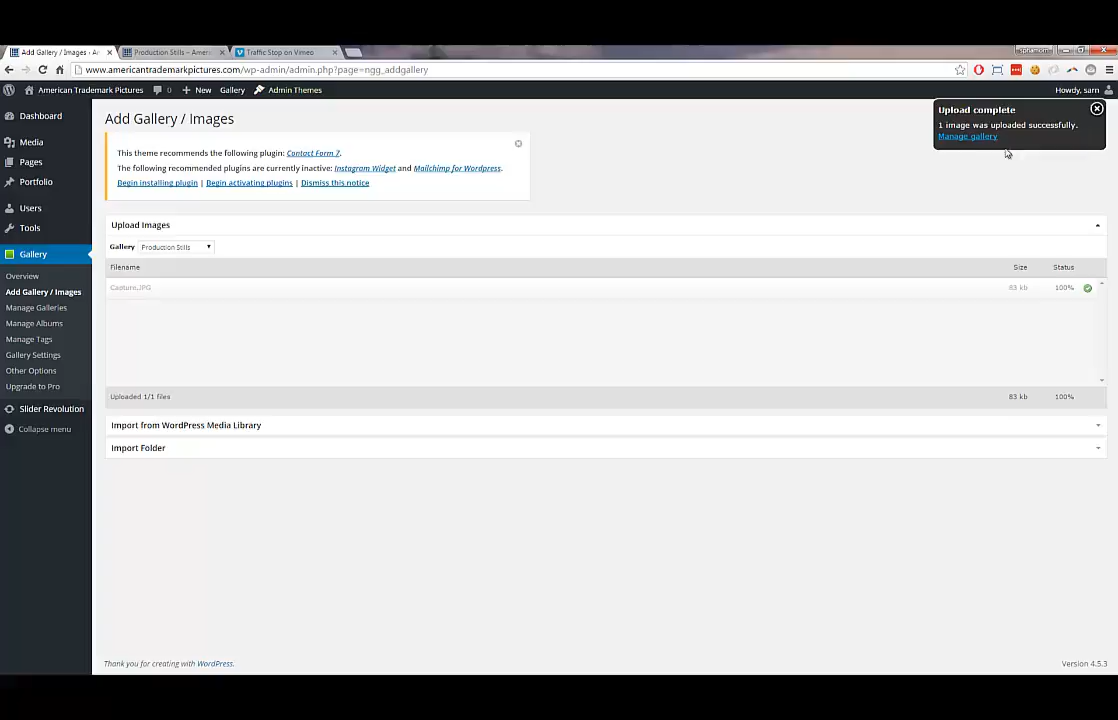 Add Gallery / Images ‹ Am
Production Stills – Americ
Traffic Stop on Vimeo
www.americantrademarkpictures.com/wp-admin/admin.php?page=ngg_addgallery
American Trademark Pictures
0
New
Gallery
Admin Themes
Howdy, sarn
Dashboard
Media
Pages
Portfolio
Users
Tools
Gallery
Overview
Add Gallery / Images
Manage Galleries
Manage Albums
Manage Tags
Gallery Settings
Other Options
Upgrade to Pro
Slider Revolution
Collapse menu
Add Gallery / Images
This theme recommends the following plugin: Contact Form 7.
The following recommended plugins are currently inactive: Instagram Widget and Mailchimp for Wordpress.
Begin installing plugin | Begin activating plugins | Dismiss this notice
Upload complete
1 image was uploaded successfully.
Manage gallery
Upload Images
Gallery Production Stills
Filename Size Status
Capture.JPG 83 kb 100%
Uploaded 1/1 files 83 kb 100%
Import from WordPress Media Library
Import Folder
Thank you for creating with WordPress.
Version 4.5.3